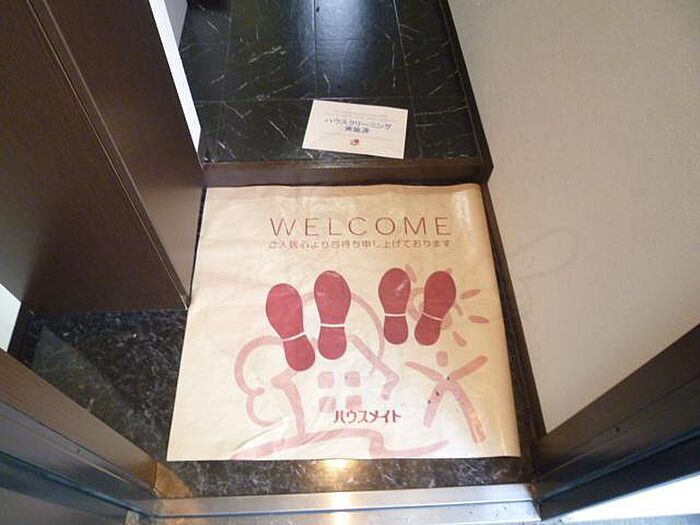 ハウスクリーニング
実施済
WELCOME
ご入居心よりお待ち申し上げております
ハウスメイト